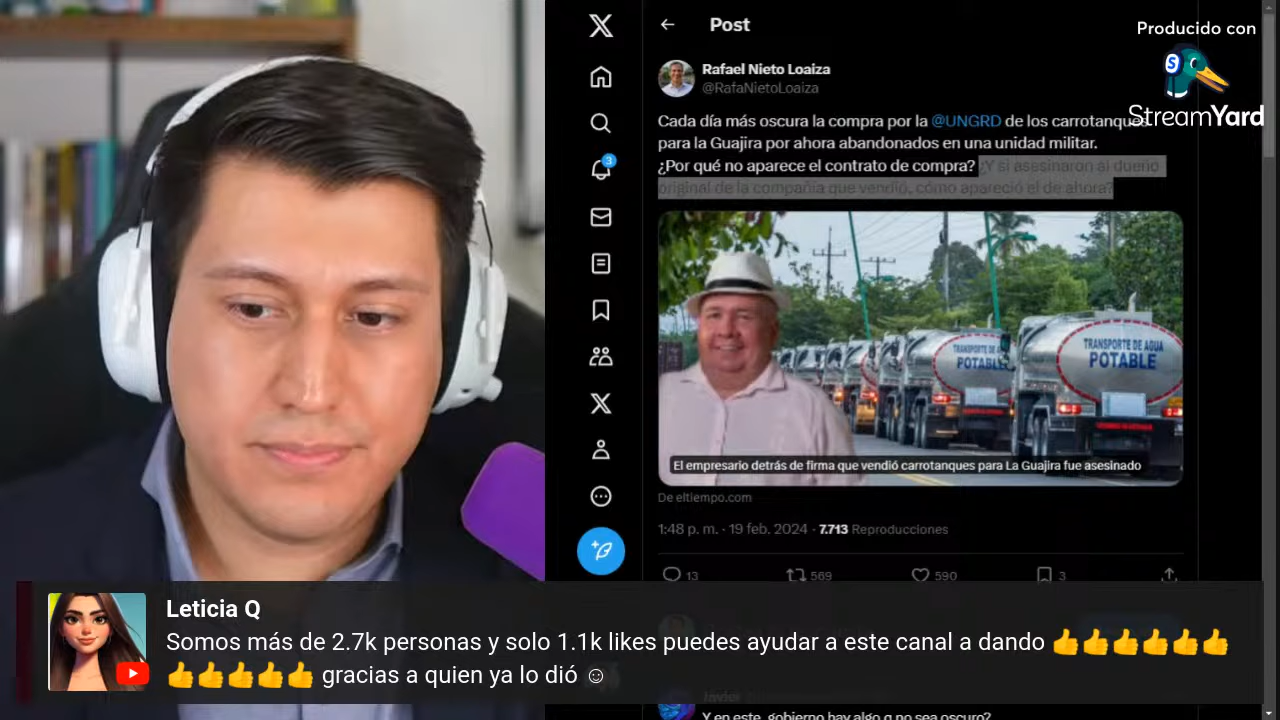 Post
Producido con
StreamYard
Rafael Nieto Loaiza
@RafaNietoLoaiza
Cada día más oscura la compra por la @UNGRD de los carrotanques
para la Guajira por ahora abandonados en una unidad militar.
¿Por qué no aparece el contrato de compra? ¿Y si asesinaron al dueño
original de la compañia que vendió, cómo apareció el de ahora?
3
TRANSPORTE DE A
POTABLE
TRANSPORTE DE AGUA
POTABLE
El empresario detrás de firma que vendió carrotanques para La Guajira fue asesinado
De eltiempo.com
1:48 p. m. · 19 feb. 2024 · 7.713 Reproducciones
13 569 590 3
Leticia Q
Somos más de 2.7k personas y solo 1.1k likes puedes ayudar a este canal a dando 👍👍👍👍👍👍
👍👍👍👍👍 gracias a quien ya lo dió ☺
Javier
Y en este, gobierno hay algo q no sea oscuro?